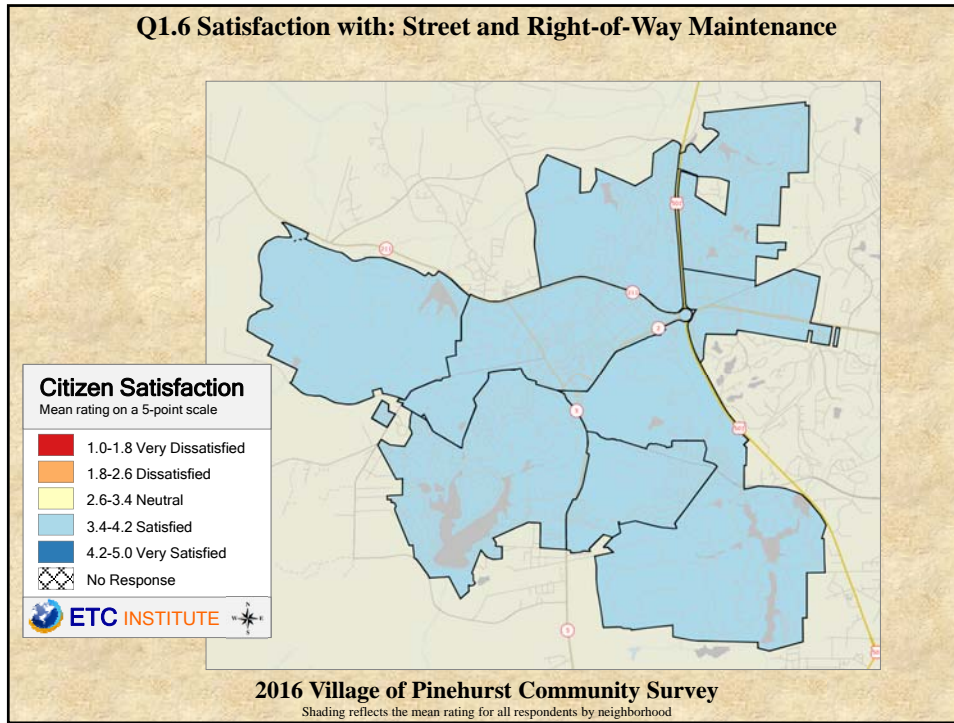 Q1.6 Satisfaction with: Street and Right-of-Way Maintenance
211
5
Citizen Satisfaction
Mean rating on a 5-point scale
1.0-1.8 Very Dissatisfied
1.8-2.6 Dissatisfied
2.6-3.4 Neutral
3.4-4.2 Satisfied
4.2-5.0 Very Satisfied
No Response
ETC INSTITUTE
N
W E
S
2016 Village of Pinehurst Community Survey
Shading reflects the mean rating for all respondents by neighborhood